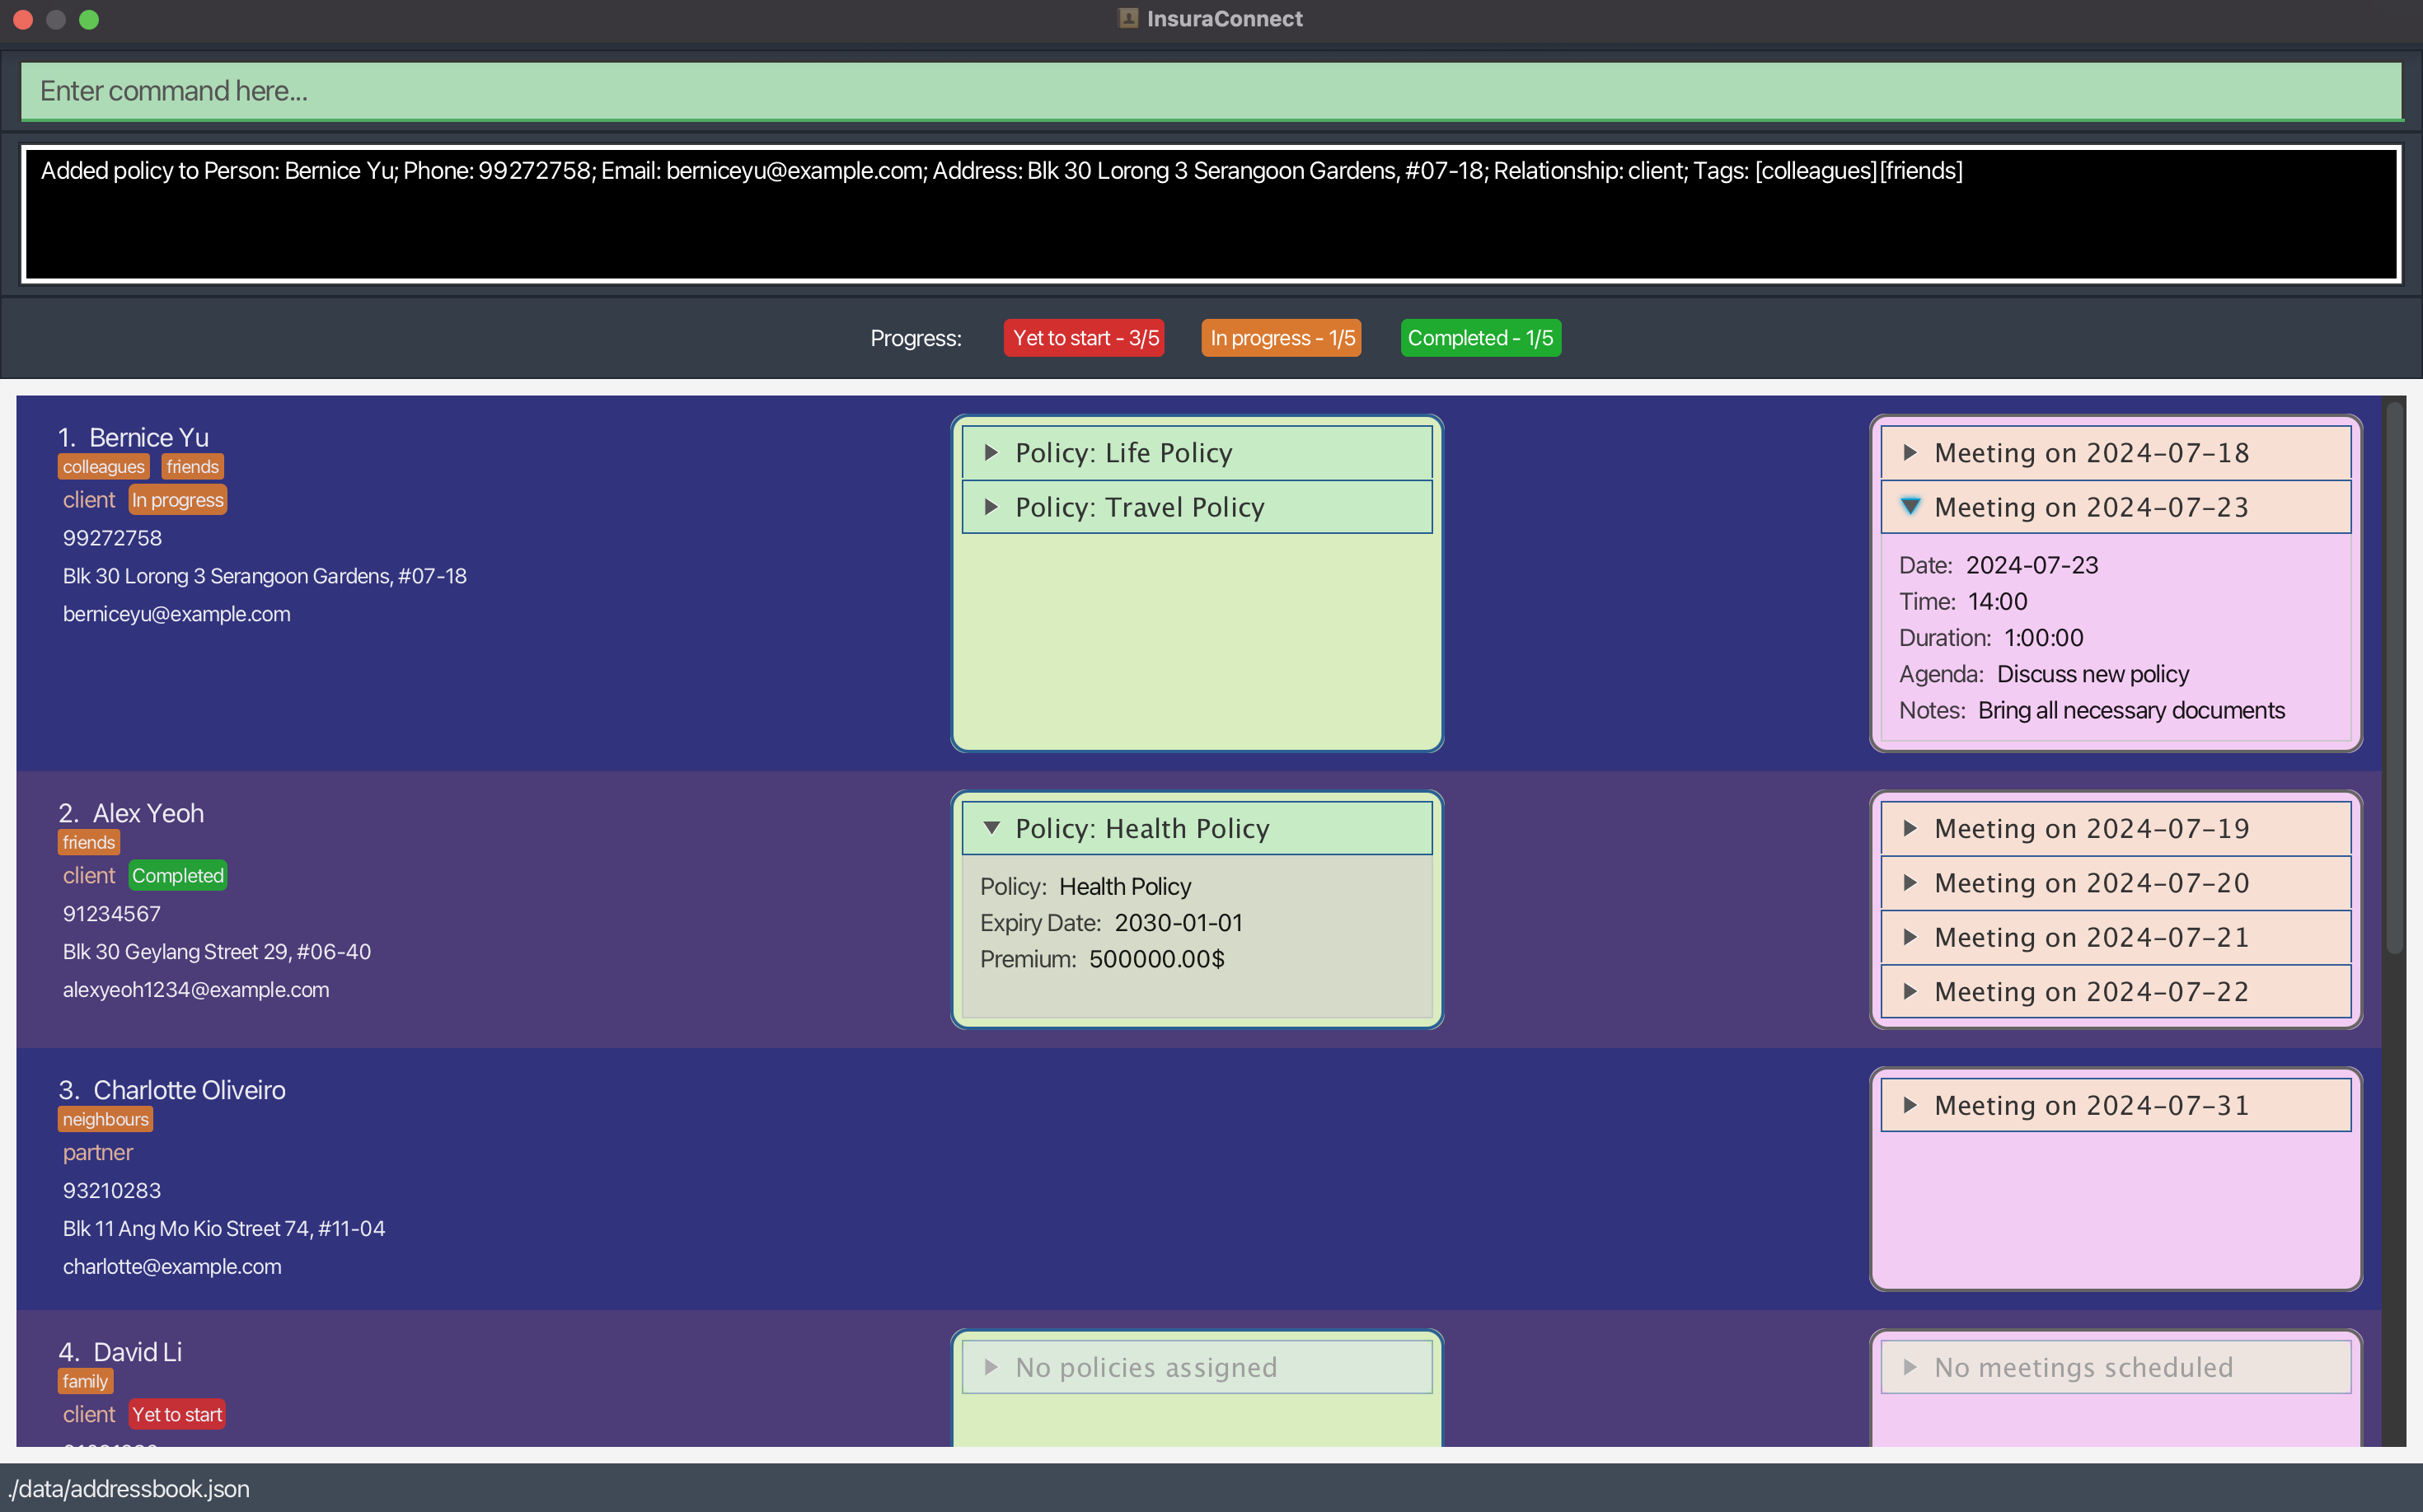 InsuraConnect
Enter command here...
Added policy to Person: Bernice Yu; Phone: 99272758; Email: berniceyu@example.com; Address: Blk 30 Lorong 3 Serangoon Gardens, #07-18; Relationship: client; Tags: [colleagues][friends]
Progress: Yet to start - 3/5 In progress - 1/5 Completed - 1/5
1. Bernice Yu
colleagues friends
client In progress
99272758
Blk 30 Lorong 3 Serangoon Gardens, #07-18
berniceyu@example.com
Policy: Life Policy
Policy: Travel Policy
Meeting on 2024-07-18
Meeting on 2024-07-23
Date: 2024-07-23
Time: 14:00
Duration: 1:00:00
Agenda: Discuss new policy
Notes: Bring all necessary documents
2. Alex Yeoh
friends
client Completed
91234567
Blk 30 Geylang Street 29, #06-40
alexyeoh1234@example.com
Policy: Health Policy
Policy: Health Policy
Expiry Date: 2030-01-01
Premium: 500000.00$
Meeting on 2024-07-19
Meeting on 2024-07-20
Meeting on 2024-07-21
Meeting on 2024-07-22
3. Charlotte Oliveiro
neighbours
partner
93210283
Blk 11 Ang Mo Kio Street 74, #11-04
charlotte@example.com
Meeting on 2024-07-31
4. David Li
family
client Yet to start
No policies assigned
No meetings scheduled
./data/addressbook.json